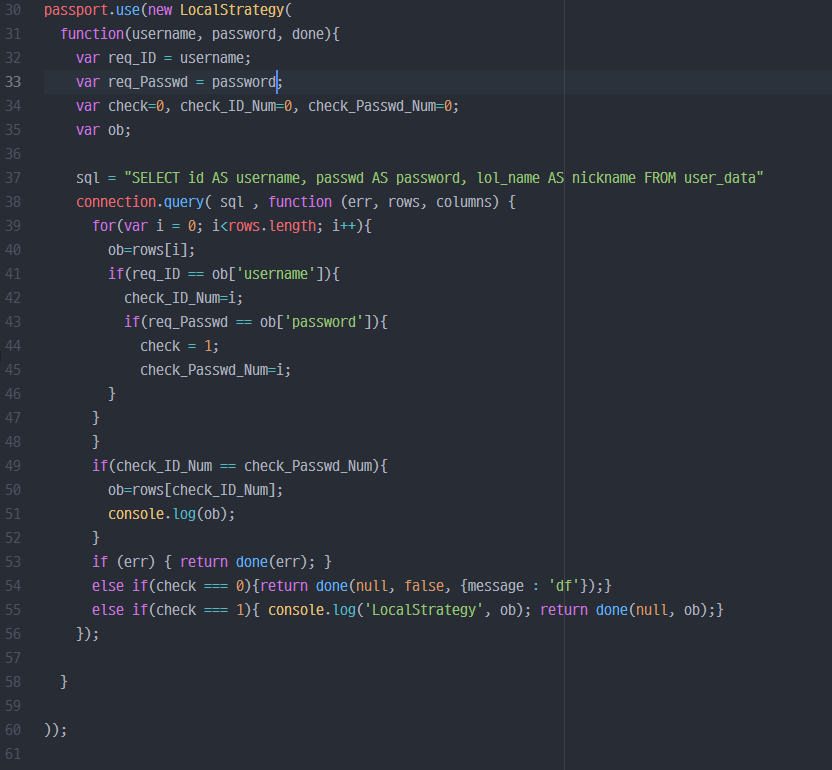 30 passport.use(new LocalStrategy(
31   function(username, password, done){
32     var req_ID = username;
33     var req_Passwd = password;
34     var check=0, check_ID_Num=0, check_Passwd_Num=0;
35     var ob;
36
37     sql = "SELECT id AS username, passwd AS password, lol_name AS nickname FROM user_data"
38     connection.query( sql , function (err, rows, columns) {
39       for(var i = 0; i<rows.length; i++){
40         ob=rows[i];
41         if(req_ID == ob['username']){
42           check_ID_Num=i;
43           if(req_Passwd == ob['password']){
44             check = 1;
45             check_Passwd_Num=i;
46         }
47       }
48       }
49       if(check_ID_Num == check_Passwd_Num){
50         ob=rows[check_ID_Num];
51         console.log(ob);
52       }
53       if (err) { return done(err); }
54       else if(check === 0){return done(null, false, {message : 'df'});}
55       else if(check === 1){ console.log('LocalStrategy', ob); return done(null, ob);}
56     });
57
58   }
59
60 ));
61